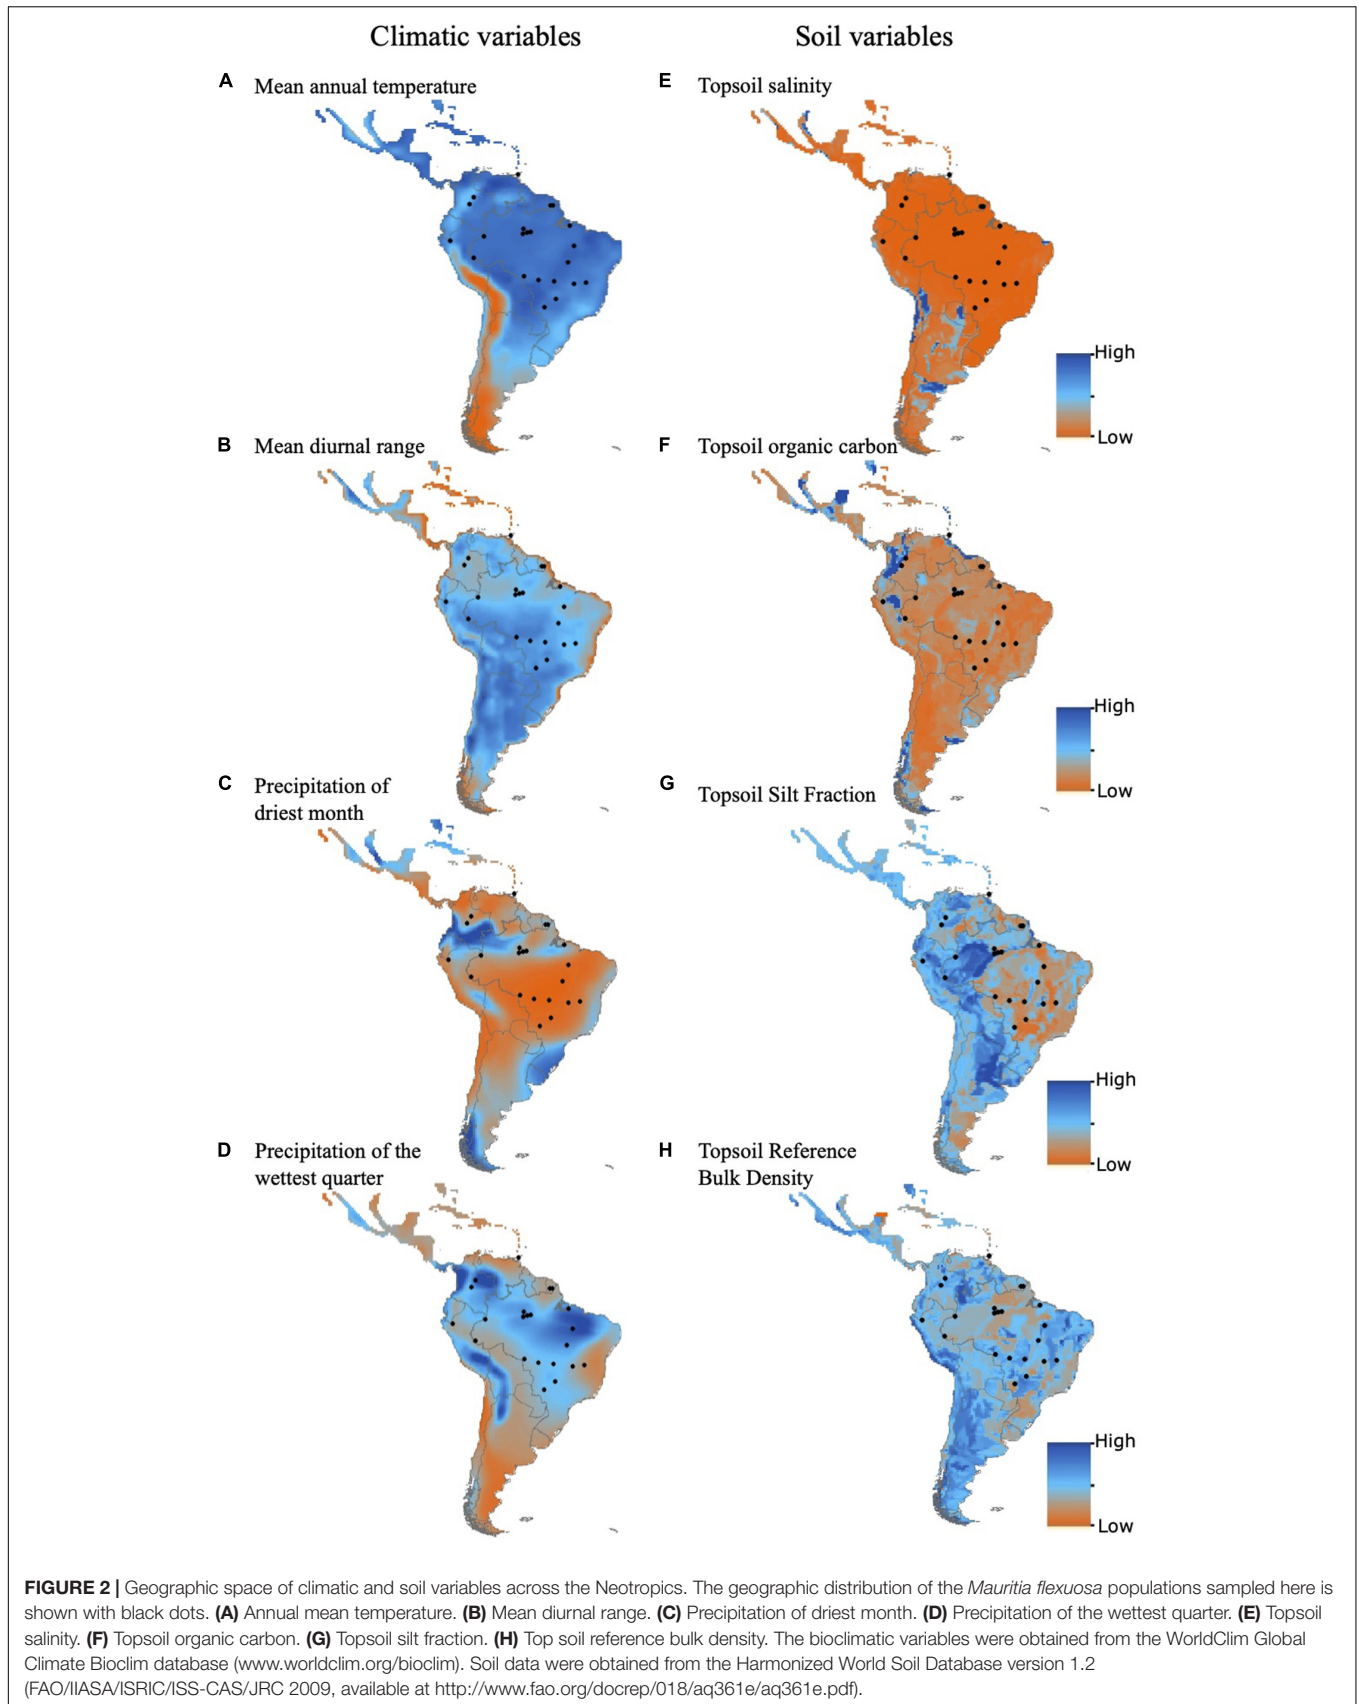 Climatic variables
Soil variables
A Mean annual temperature
E Topsoil salinity
High
Low
B Mean diurnal range
F Topsoil organic carbon
High
Low
C Precipitation of
driest month
G Topsoil Silt Fraction
High
Low
D Precipitation of the
wettest quarter
H Topsoil Reference
Bulk Density
High
Low
FIGURE 2 | Geographic space of climatic and soil variables across the Neotropics. The geographic distribution of the Mauritia flexuosa populations sampled here is
shown with black dots. (A) Annual mean temperature. (B) Mean diurnal range. (C) Precipitation of driest month. (D) Precipitation of the wettest quarter. (E) Topsoil
salinity. (F) Topsoil organic carbon. (G) Topsoil silt fraction. (H) Top soil reference bulk density. The bioclimatic variables were obtained from the WorldClim Global
Climate Bioclim database (www.worldclim.org/bioclim). Soil data were obtained from the Harmonized World Soil Database version 1.2
(FAO/IIASA/ISRIC/ISS-CAS/JRC 2009, available at http://www.fao.org/docrep/018/aq361e/aq361e.pdf).